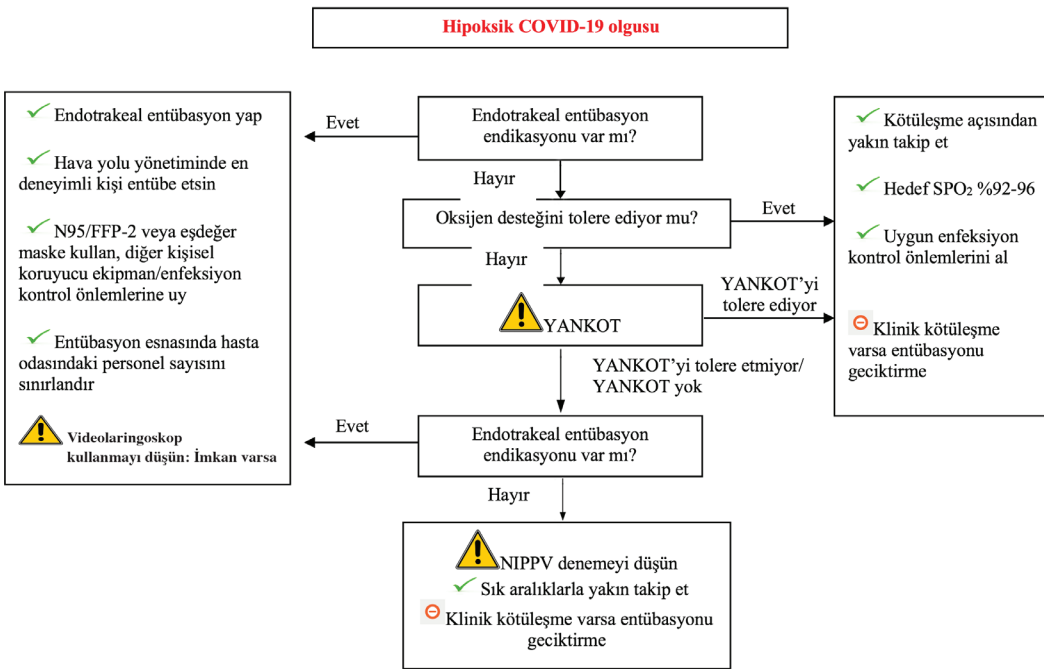 Hipoksik COVID-19 olgusu
Endotrakeal entübasyon
endikasyonu var mı?
Evet
Endotrakeal entübasyon yap
Hava yolu yönetiminde en
deneyimli kişi entübe etsin
N95/FFP-2 veya eşdeğer
maske kullan, diğer kişisel
koruyucu ekipman/enfeksiyon
kontrol önlemlerine uy
Entübasyon esnasında hasta
odasındaki personel sayısını
sınırlandır
Videolaringoskop
kullanmayı düşün: İmkan varsa
Hayır
Oksijen desteğini tolere ediyor mu?
Evet
Kötüleşme açısından
yakın takip et
Hedef SPO₂ %92-96
Uygun enfeksiyon
kontrol önlemlerini al
Klinik kötüleşme
varsa entübasyonu
geciktirme
Hayır
YANKOT
YANKOT’yi
tolere ediyor
YANKOT’yi tolere etmiyor/
YANKOT yok
Endotrakeal entübasyon
endikasyonu var mı?
Evet
Hayır
NIPPV denemeyi düşün
Sık aralıklarla yakın takip et
Klinik kötüleşme varsa entübasyonu
geciktirme